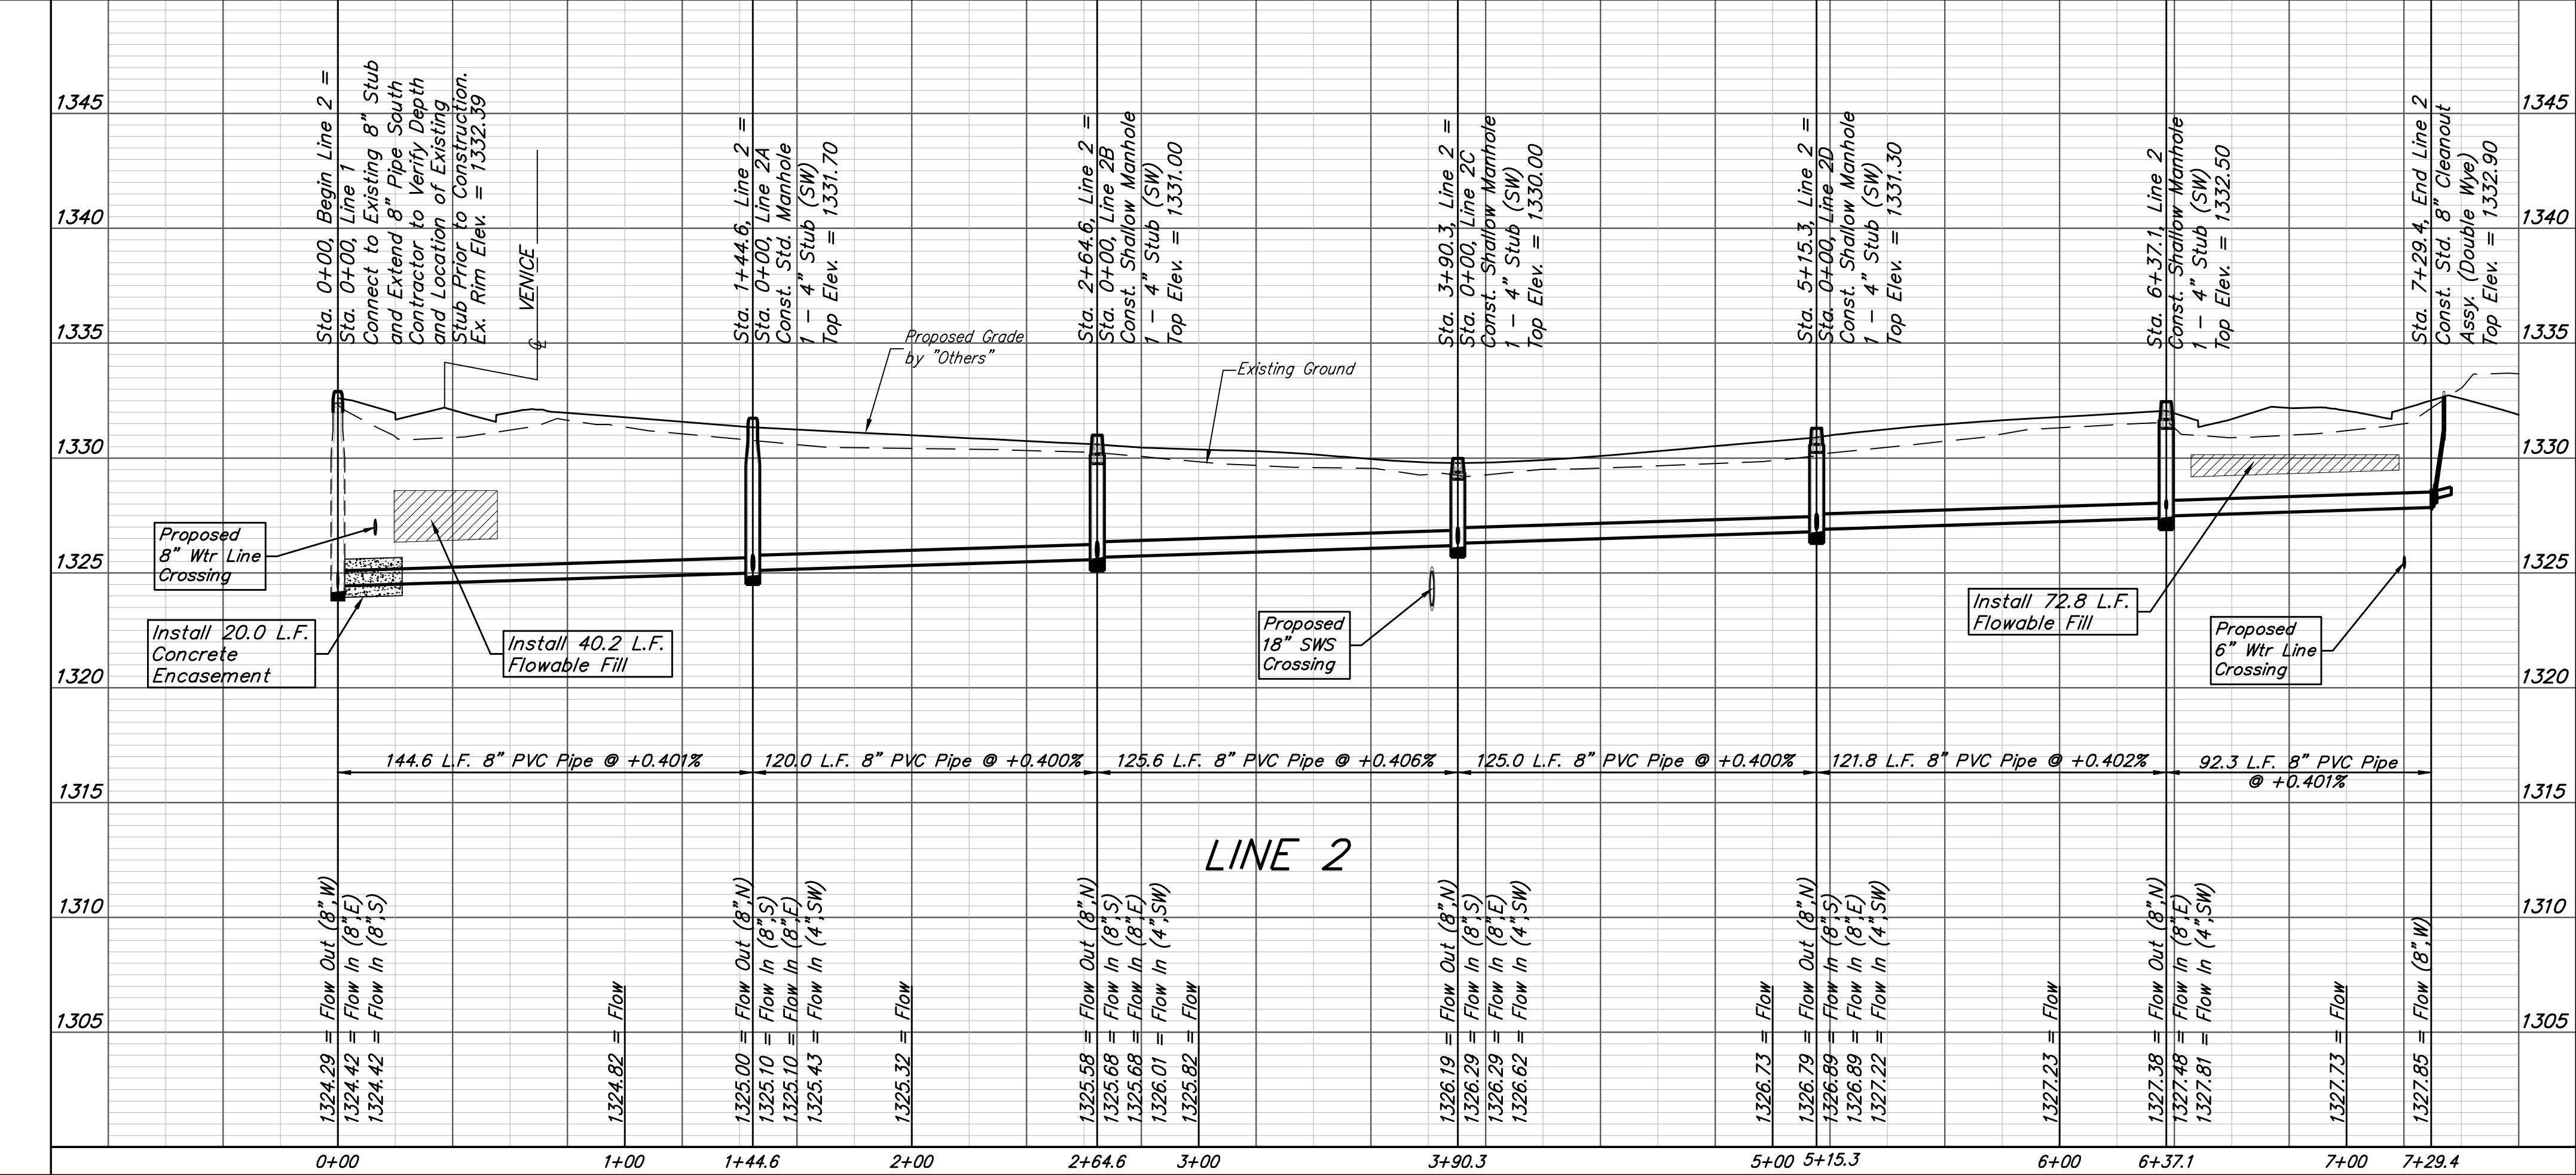 1345
1340
1335
1330
1325
1320
1315
1310
1305
Sta. 0+00, Begin Line 2 =
Sta. 0+00, Line 1
Connect to Existing 8" Stub
and Extend 8" Pipe South
Contractor to Verify Depth
and Location of Existing
Stub Prior to Construction.
Ex. Rim Elev. = 1332.39
VENICE
℄
Sta. 1+44.6, Line 2 =
Sta. 0+00, Line 2A
Const. Std. Manhole
1 - 4" Stub (SW)
Top Elev. = 1331.70
Proposed Grade
by "Others"
Sta. 2+64.6, Line 2 =
Sta. 0+00, Line 2B
Const. Shallow Manhole
1 - 4" Stub (SW)
Top Elev. = 1331.00
Existing Ground
Sta. 3+90.3, Line 2 =
Sta. 0+00, Line 2C
Const. Shallow Manhole
1 - 4" Stub (SW)
Top Elev. = 1330.00
Sta. 5+15.3, Line 2 =
Sta. 0+00, Line 2D
Const. Shallow Manhole
1 - 4" Stub (SW)
Top Elev. = 1331.30
Sta. 6+37.1, Line 2
Const. Shallow Manhole
1 - 4" Stub (SW)
Top Elev. = 1332.50
Sta. 7+29.4, End Line 2
Const. Std. 8" Cleanout
Assy. (Double Wye)
Top Elev. = 1332.90
1345
1340
1335
1330
1325
1320
1315
1310
1305
Proposed
8" Wtr Line
Crossing
Install 20.0 L.F.
Concrete
Encasement
Install 40.2 L.F.
Flowable Fill
Proposed
18" SWS
Crossing
Install 72.8 L.F.
Flowable Fill
Proposed
6" Wtr Line
Crossing
144.6 L.F. 8" PVC Pipe @ +0.401%
120.0 L.F. 8" PVC Pipe @ +0.400%
125.6 L.F. 8" PVC Pipe @ +0.406%
125.0 L.F. 8" PVC Pipe @ +0.400%
121.8 L.F. 8" PVC Pipe @ +0.402%
92.3 L.F. 8" PVC Pipe
@ +0.401%
LINE 2
1324.29 = Flow Out (8",W)
1324.42 = Flow In (8",E)
1324.42 = Flow In (8",S)
1324.82 = Flow
1325.00 = Flow Out (8",N)
1325.10 = Flow In (8",S)
1325.10 = Flow In (8",E)
1325.43 = Flow In (4",SW)
1325.32 = Flow
1325.58 = Flow Out (8",N)
1325.68 = Flow In (8",S)
1325.68 = Flow In (8",E)
1326.01 = Flow In (4",SW)
1325.82 = Flow
1326.19 = Flow Out (8",N)
1326.29 = Flow In (8",S)
1326.29 = Flow In (8",E)
1326.62 = Flow In (4",SW)
1326.73 = Flow
1326.79 = Flow Out (8",N)
1326.89 = Flow In (8",S)
1326.89 = Flow In (8",E)
1327.22 = Flow In (4",SW)
1327.23 = Flow
1327.38 = Flow Out (8",N)
1327.48 = Flow In (8",E)
1327.81 = Flow In (4",SW)
1327.73 = Flow
1327.85 = Flow (8",W)
0+00
1+00
1+44.6
2+00
2+64.6
3+00
3+90.3
5+00
5+15.3
6+00
6+37.1
7+00
7+29.4